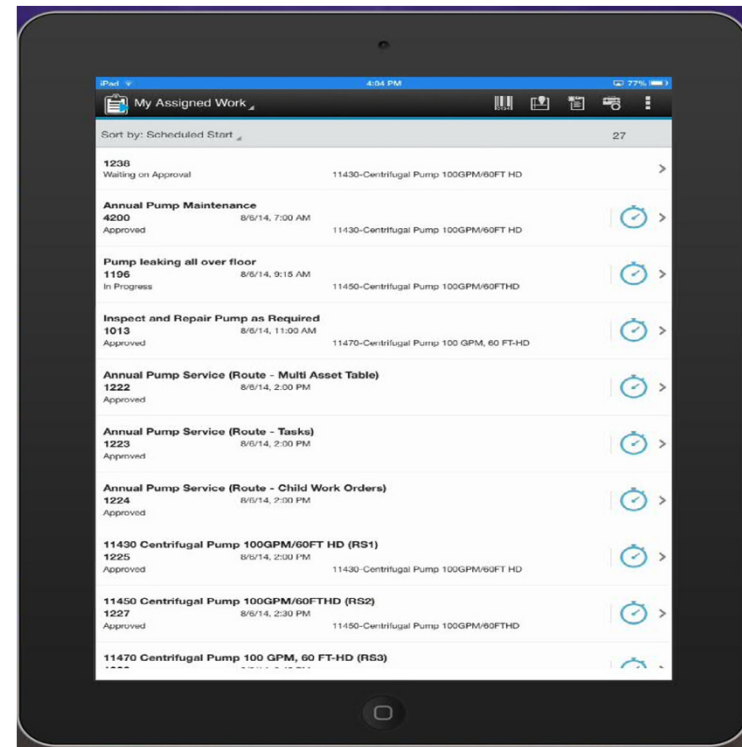 iPad 4:04 PM 77%
My Assigned Work
Sort by: Scheduled Start 27
1238
Waiting on Approval 11430-Centrifugal Pump 100GPM/60FT HD
Annual Pump Maintenance
4200 8/6/14, 7:00 AM
Approved 11430-Centrifugal Pump 100GPM/60FT HD
Pump leaking all over floor
1196 8/6/14, 9:15 AM
In Progress 11450-Centrifugal Pump 100GPM/60FTHD
Inspect and Repair Pump as Required
1013 8/6/14, 11:00 AM
Approved 11470-Centrifugal Pump 100 GPM, 60 FT-HD
Annual Pump Service (Route - Multi Asset Table)
1222 8/6/14, 2:00 PM
Approved
Annual Pump Service (Route - Tasks)
1223 8/6/14, 2:00 PM
Approved
Annual Pump Service (Route - Child Work Orders)
1224 8/6/14, 2:00 PM
Approved
11430 Centrifugal Pump 100GPM/60FT HD (RS1)
1225 8/6/14, 2:00 PM
Approved 11430-Centrifugal Pump 100GPM/60FT HD
11450 Centrifugal Pump 100GPM/60FTHD (RS2)
1227 8/6/14, 2:30 PM
Approved 11450-Centrifugal Pump 100GPM/60FTHD
11470 Centrifugal Pump 100 GPM, 60 FT-HD (RS3)